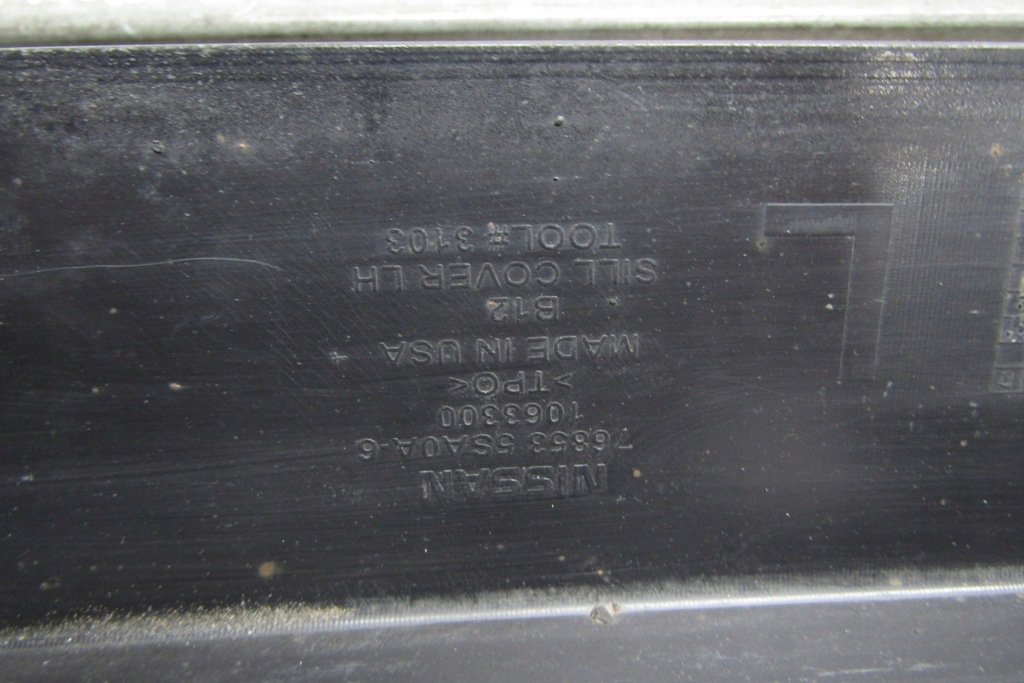 NISSAN
76853 5SA0A-6
1063300
>TPO<
MADE IN USA
B12
SILL COVER LH
TOOL# 3103
L